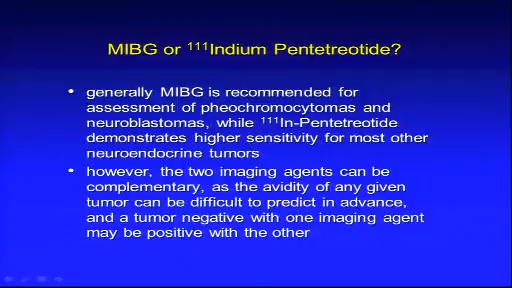 MIBG or ¹¹¹Indium Pentetreotide?
• generally MIBG is recommended for
assessment of pheochromocytomas and
neuroblastomas, while ¹¹¹In-Pentetreotide
demonstrates higher sensitivity for most other
neuroendocrine tumors
• however, the two imaging agents can be
complementary, as the avidity of any given
tumor can be difficult to predict in advance,
and a tumor negative with one imaging agent
may be positive with the other